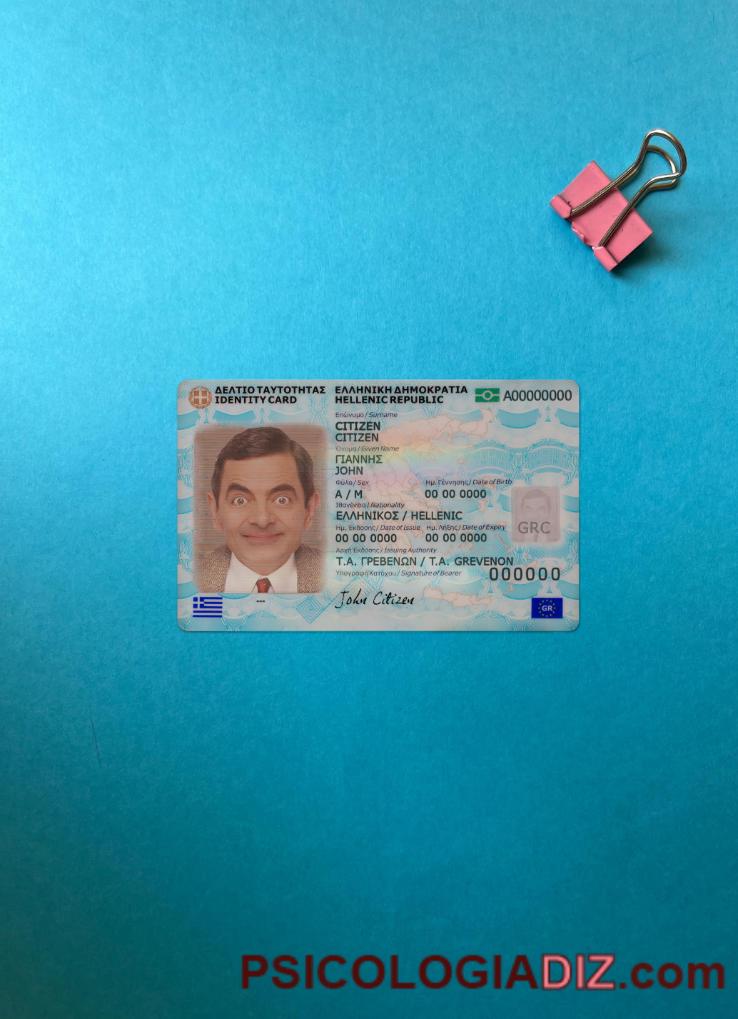 ΔΕΛΤΙΟ ΤΑΥΤΟΤΗΤΑΣ
IDENTITY CARD
ΕΛΛΗΝΙΚΗ ΔΗΜΟΚΡΑΤΙΑ
HELLENIC REPUBLIC
A00000000
Επώνυμο / Surname
CITIZEN
CITIZEN
Όνομα / Given Name
ΓΙΑΝΝΗΣ
JOHN
Φύλο / Sex Ημ. Γέννησης / Date of Birth
Α / M 00 00 0000
Ιθαγένεια / Nationality
ΕΛΛΗΝΙΚΟΣ / HELLENIC
Ημ. Έκδοσης / Date of Issue Ημ. Λήξης / Date of Expiry
00 00 0000 00 00 0000
GRC
Αρχή Έκδοσης / Issuing Authority
Τ.Α. ΓΡΕΒΕΝΩΝ / T.A. GREVENON
Υπογραφή Κατόχου / Signature of Bearer
000000
---
John Citizen
GR
PSICOLOGIADIZ.com